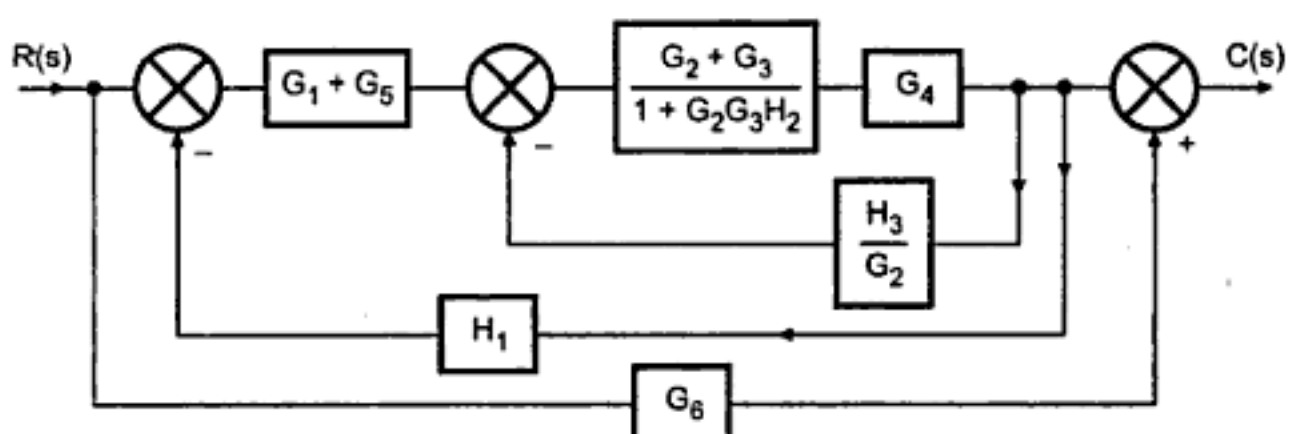 R(s)
G₁ + G₅
G₂ + G₃
1 + G₂G₃H₂
G₄
C(s)
−
−
+
H₃
G₂
H₁
G₆